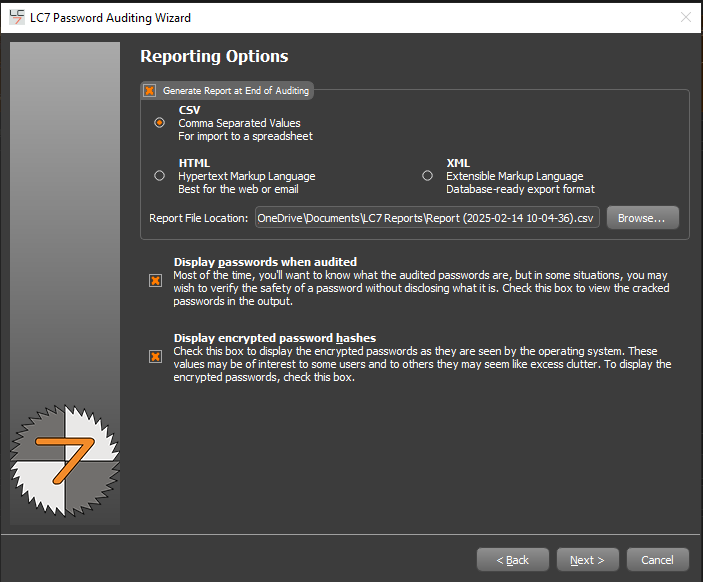 LC7 Password Auditing Wizard
Reporting Options
Generate Report at End of Auditing
CSV
Comma Separated Values
For import to a spreadsheet
HTML
Hypertext Markup Language
Best for the web or email
XML
Extensible Markup Language
Database-ready export format
Report File Location: OneDrive\Documents\LC7 Reports\Report (2025-02-14 10-04-36).csv Browse...
Display passwords when audited
Most of the time, you'll want to know what the audited passwords are, but in some situations, you may
wish to verify the safety of a password without disclosing what it is. Check this box to view the cracked
passwords in the output.
Display encrypted password hashes
Check this box to display the encrypted passwords as they are seen by the operating system. These
values may be of interest to some users and to others they may seem like excess clutter. To display the
encrypted passwords, check this box.
7
< Back Next > Cancel